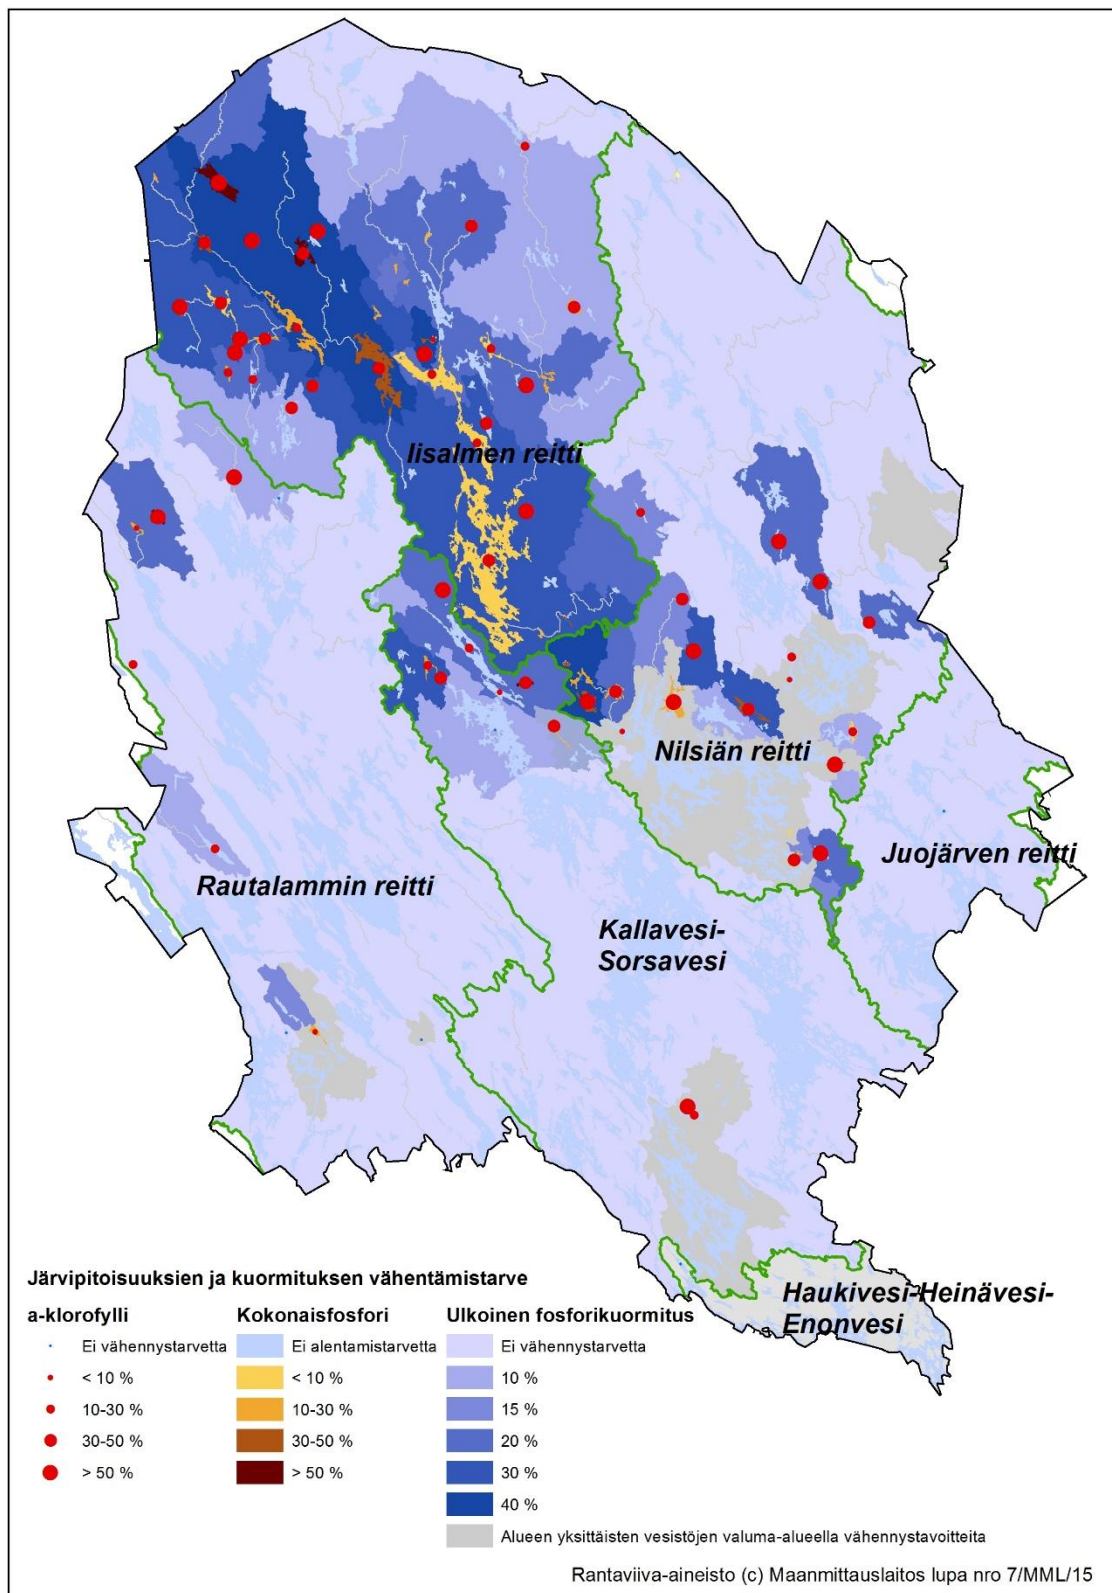 Iisalmen reitti
Nilsiän reitti
Juojärven reitti
Rautalammin reitti
Kallavesi-
Sorsavesi
Haukivesi-Heinävesi-
Enonvesi
Järvipitoisuuksien ja kuormituksen vähentämistarve
a-klorofylli
Ei vähennystarvetta
< 10 %
10-30 %
30-50 %
> 50 %
Kokonaisfosfori
Ei alentamistarvetta
< 10 %
10-30 %
30-50 %
> 50 %
Ulkoinen fosforikuormitus
Ei vähennystarvetta
10 %
15 %
20 %
30 %
40 %
Alueen yksittäisten vesistöjen valuma-alueella vähennystavoitteita
Rantaviiva-aineisto (c) Maanmittauslaitos lupa nro 7/MML/15